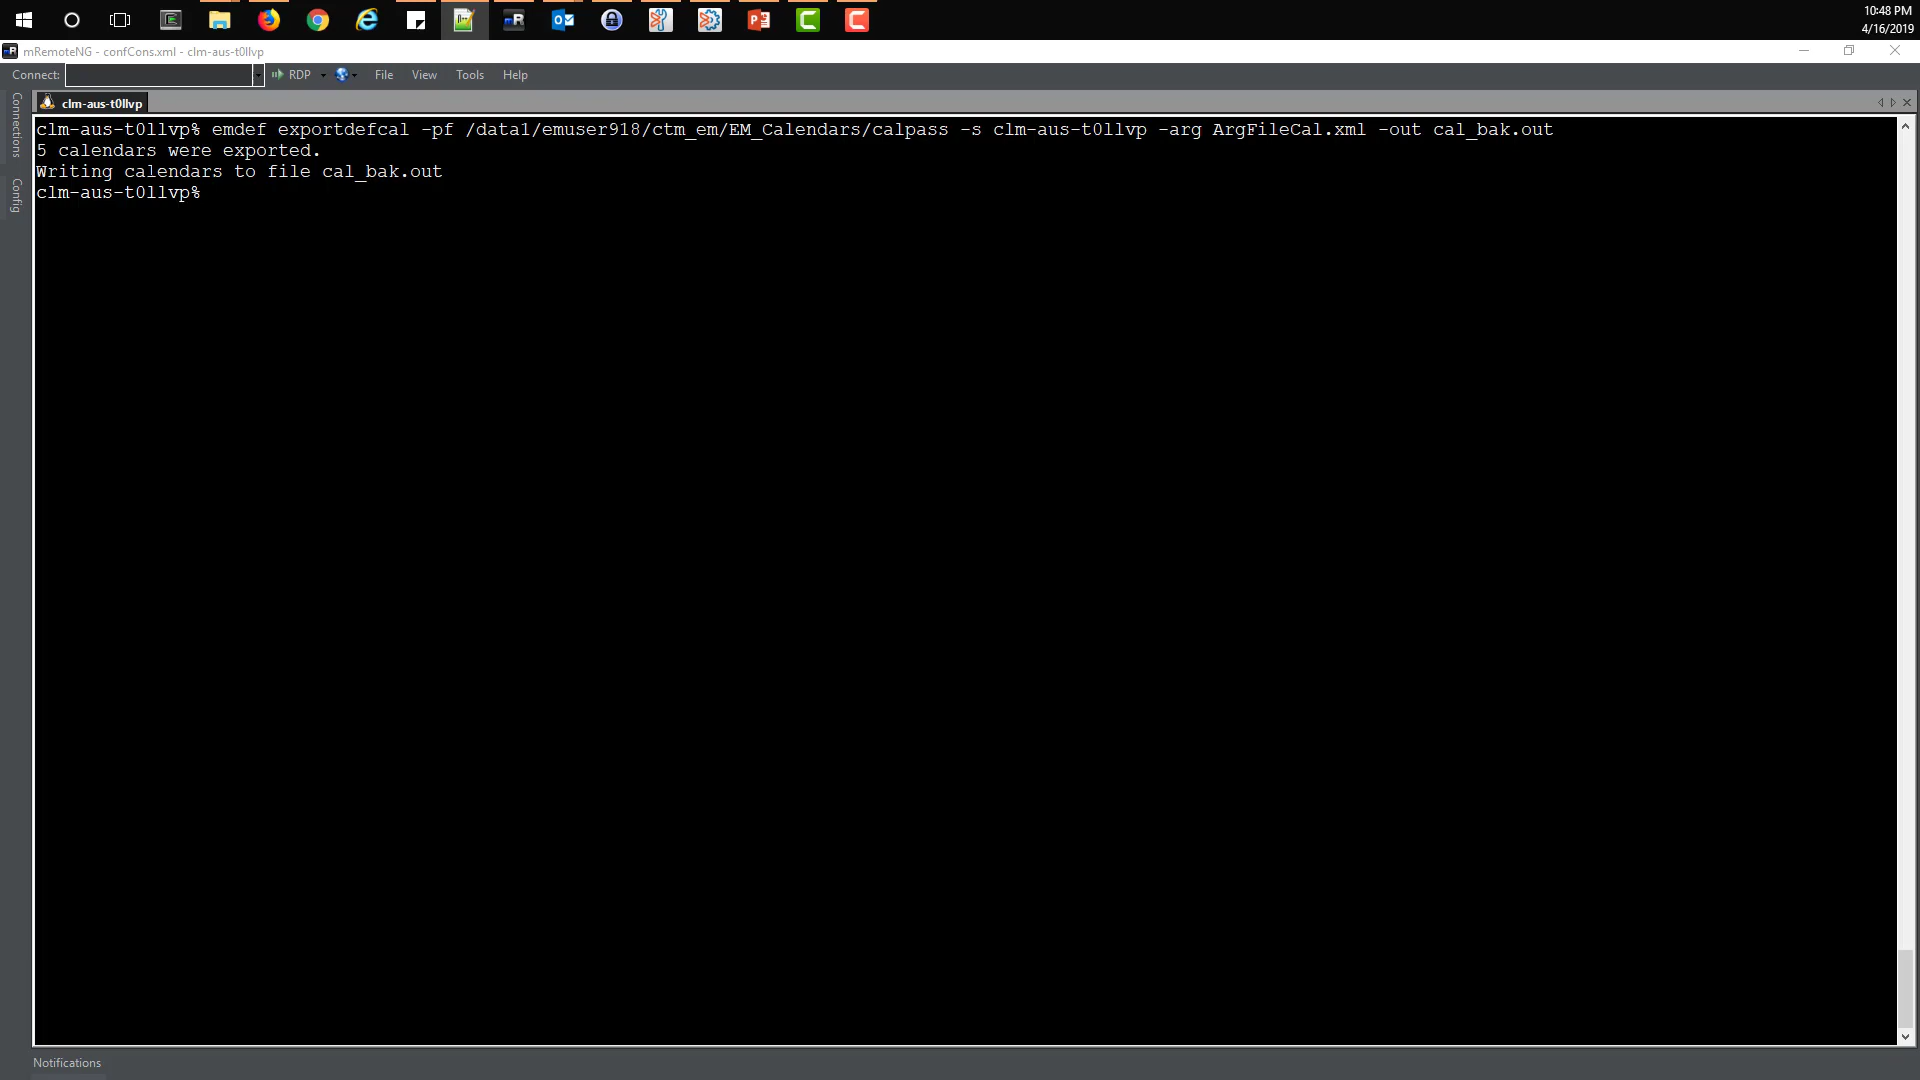 10:48 PM
4/16/2019
mRemoteNG - confCons.xml - clm-aus-t0llvp
Connect: RDP File View Tools Help
clm-aus-t0llvp
Connections
Config
clm-aus-t0llvp% emdef exportdefcal -pf /data1/emuser918/ctm_em/EM_Calendars/calpass -s clm-aus-t0llvp -arg ArgFileCal.xml -out cal_bak.out
5 calendars were exported.
Writing calendars to file cal_bak.out
clm-aus-t0llvp%
Notifications